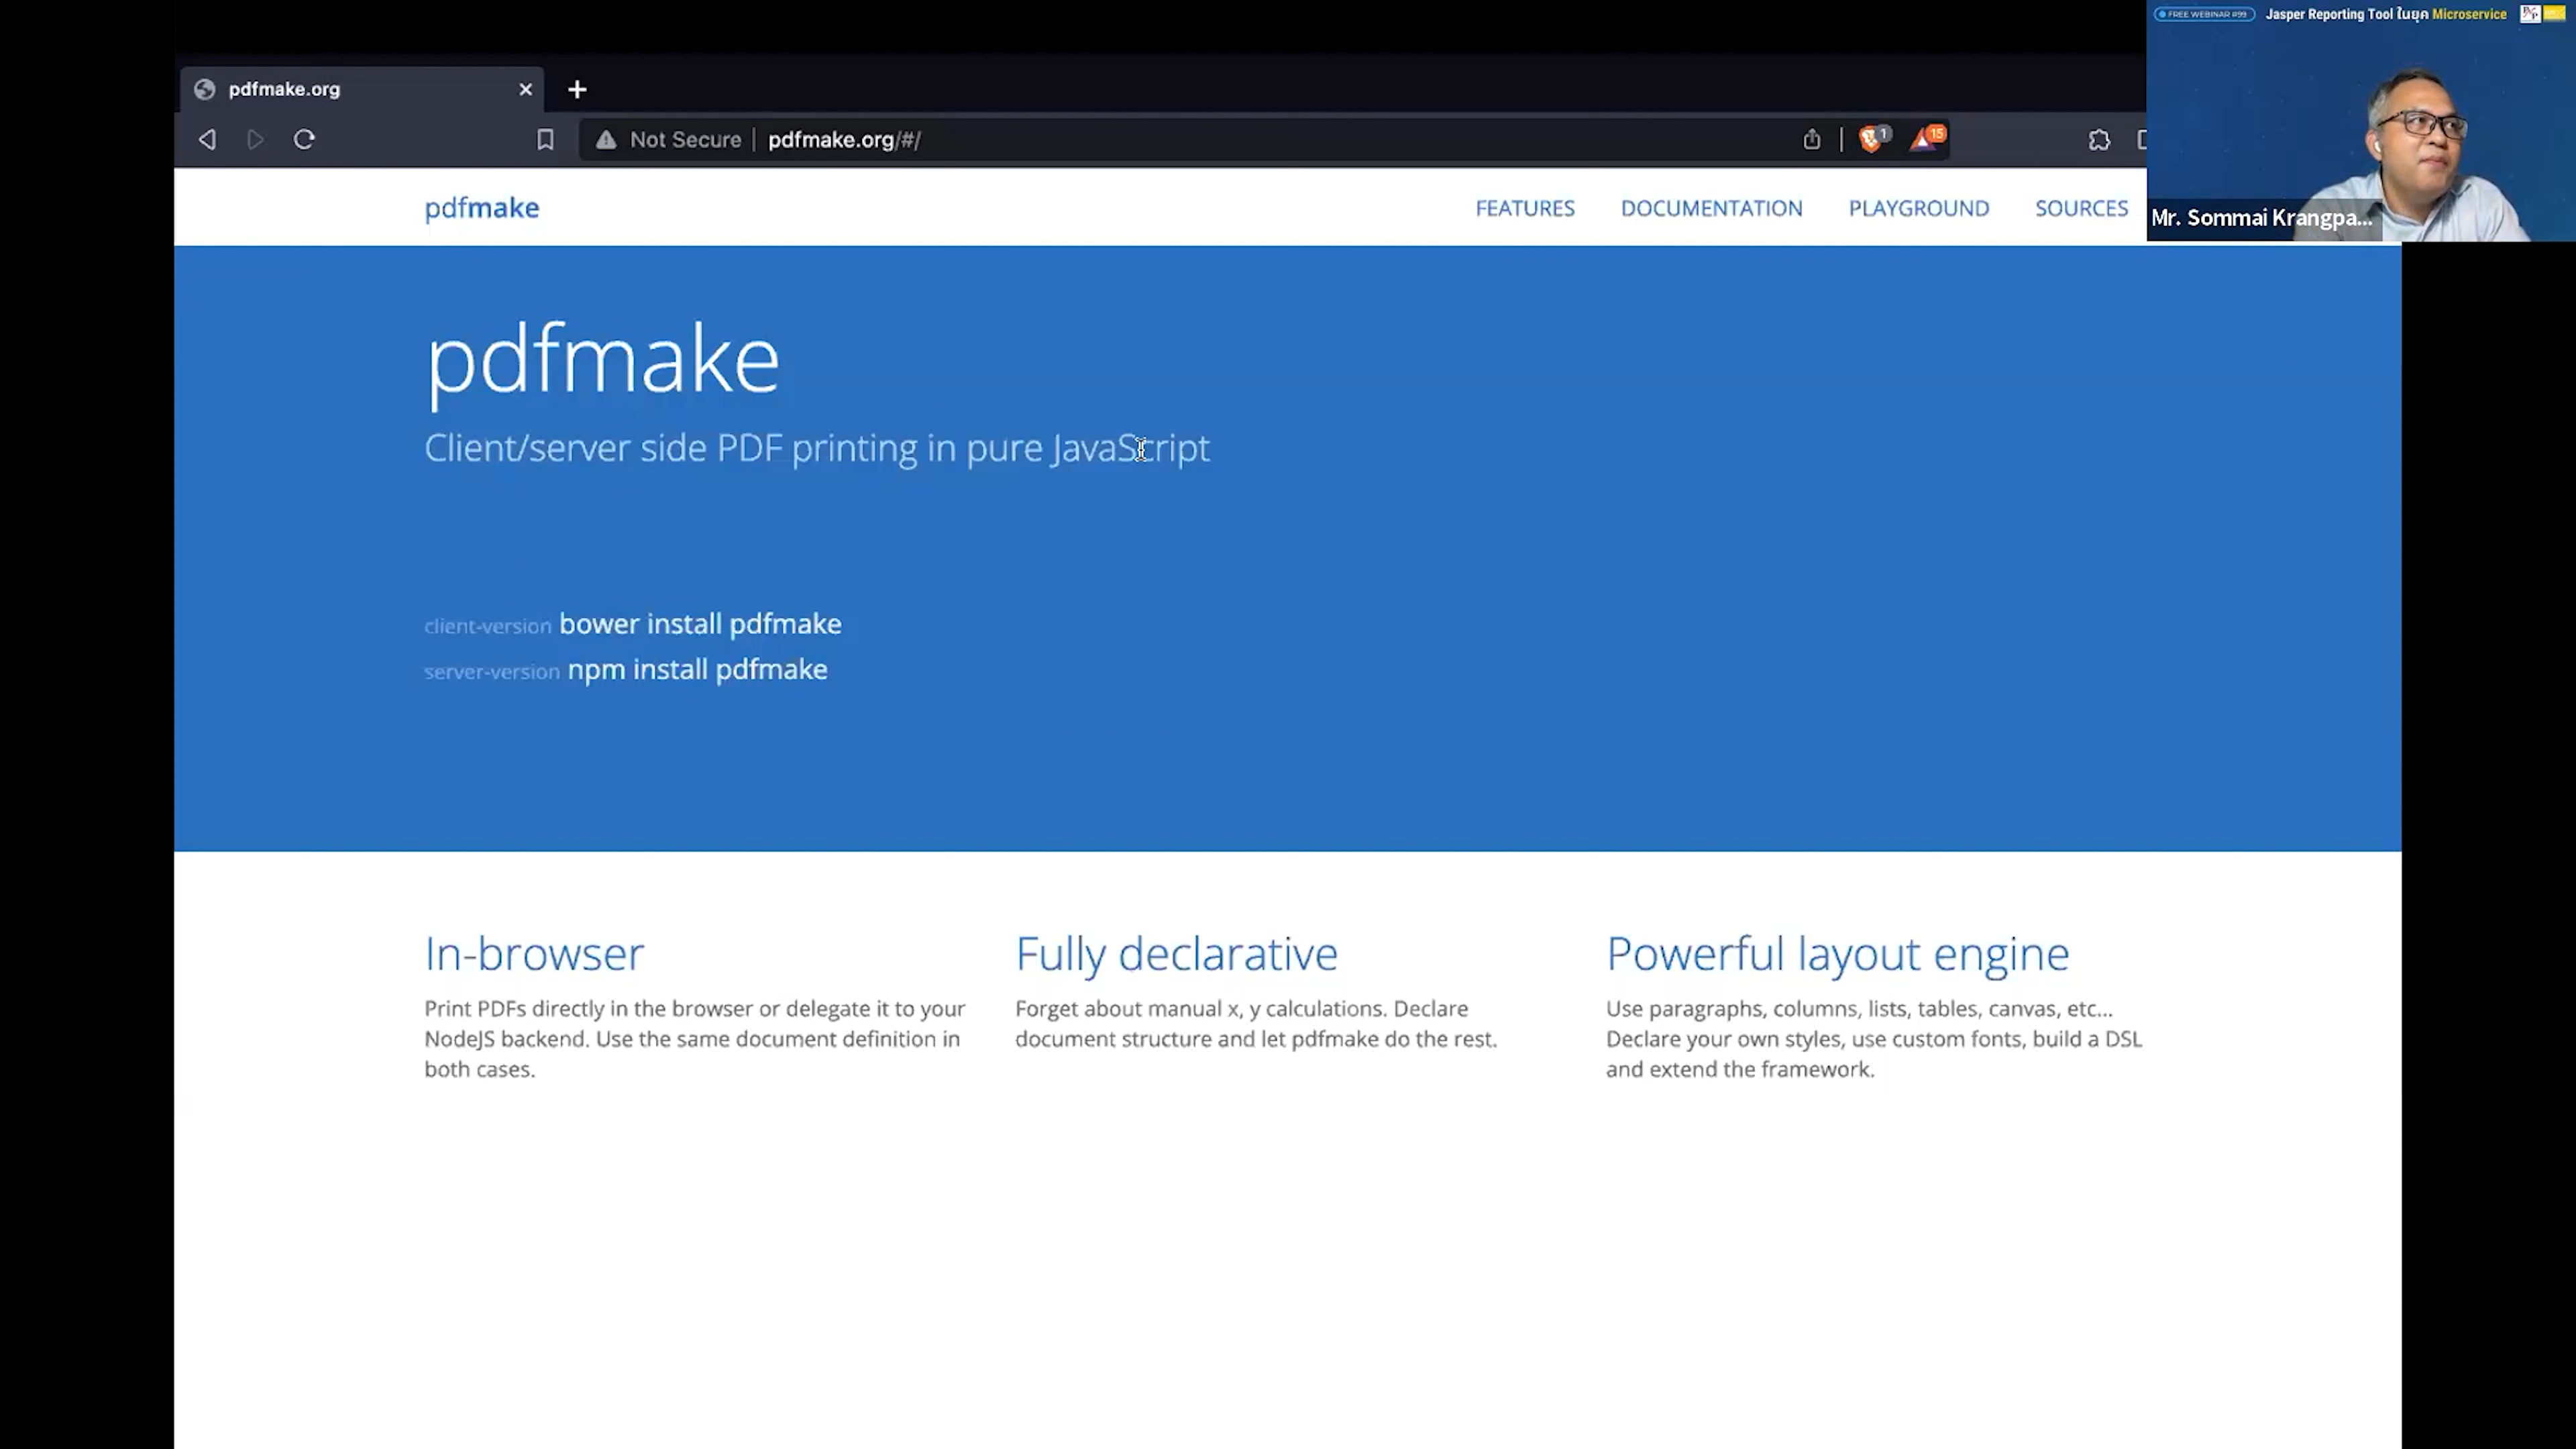 FREE WEBINAR #99
Jasper Reporting Tool ในยุค Microservice
pdfmake.org
Not Secure
pdfmake.org/#/
1
15
Mr. Sommai Krangpa...
pdfmake
FEATURES
DOCUMENTATION
PLAYGROUND
SOURCES
pdfmake
Client/server side PDF printing in pure JavaScript
client-version bower install pdfmake
server-version npm install pdfmake
In-browser
Print PDFs directly in the browser or delegate it to your
NodeJS backend. Use the same document definition in
both cases.
Fully declarative
Forget about manual x, y calculations. Declare
document structure and let pdfmake do the rest.
Powerful layout engine
Use paragraphs, columns, lists, tables, canvas, etc...
Declare your own styles, use custom fonts, build a DSL
and extend the framework.